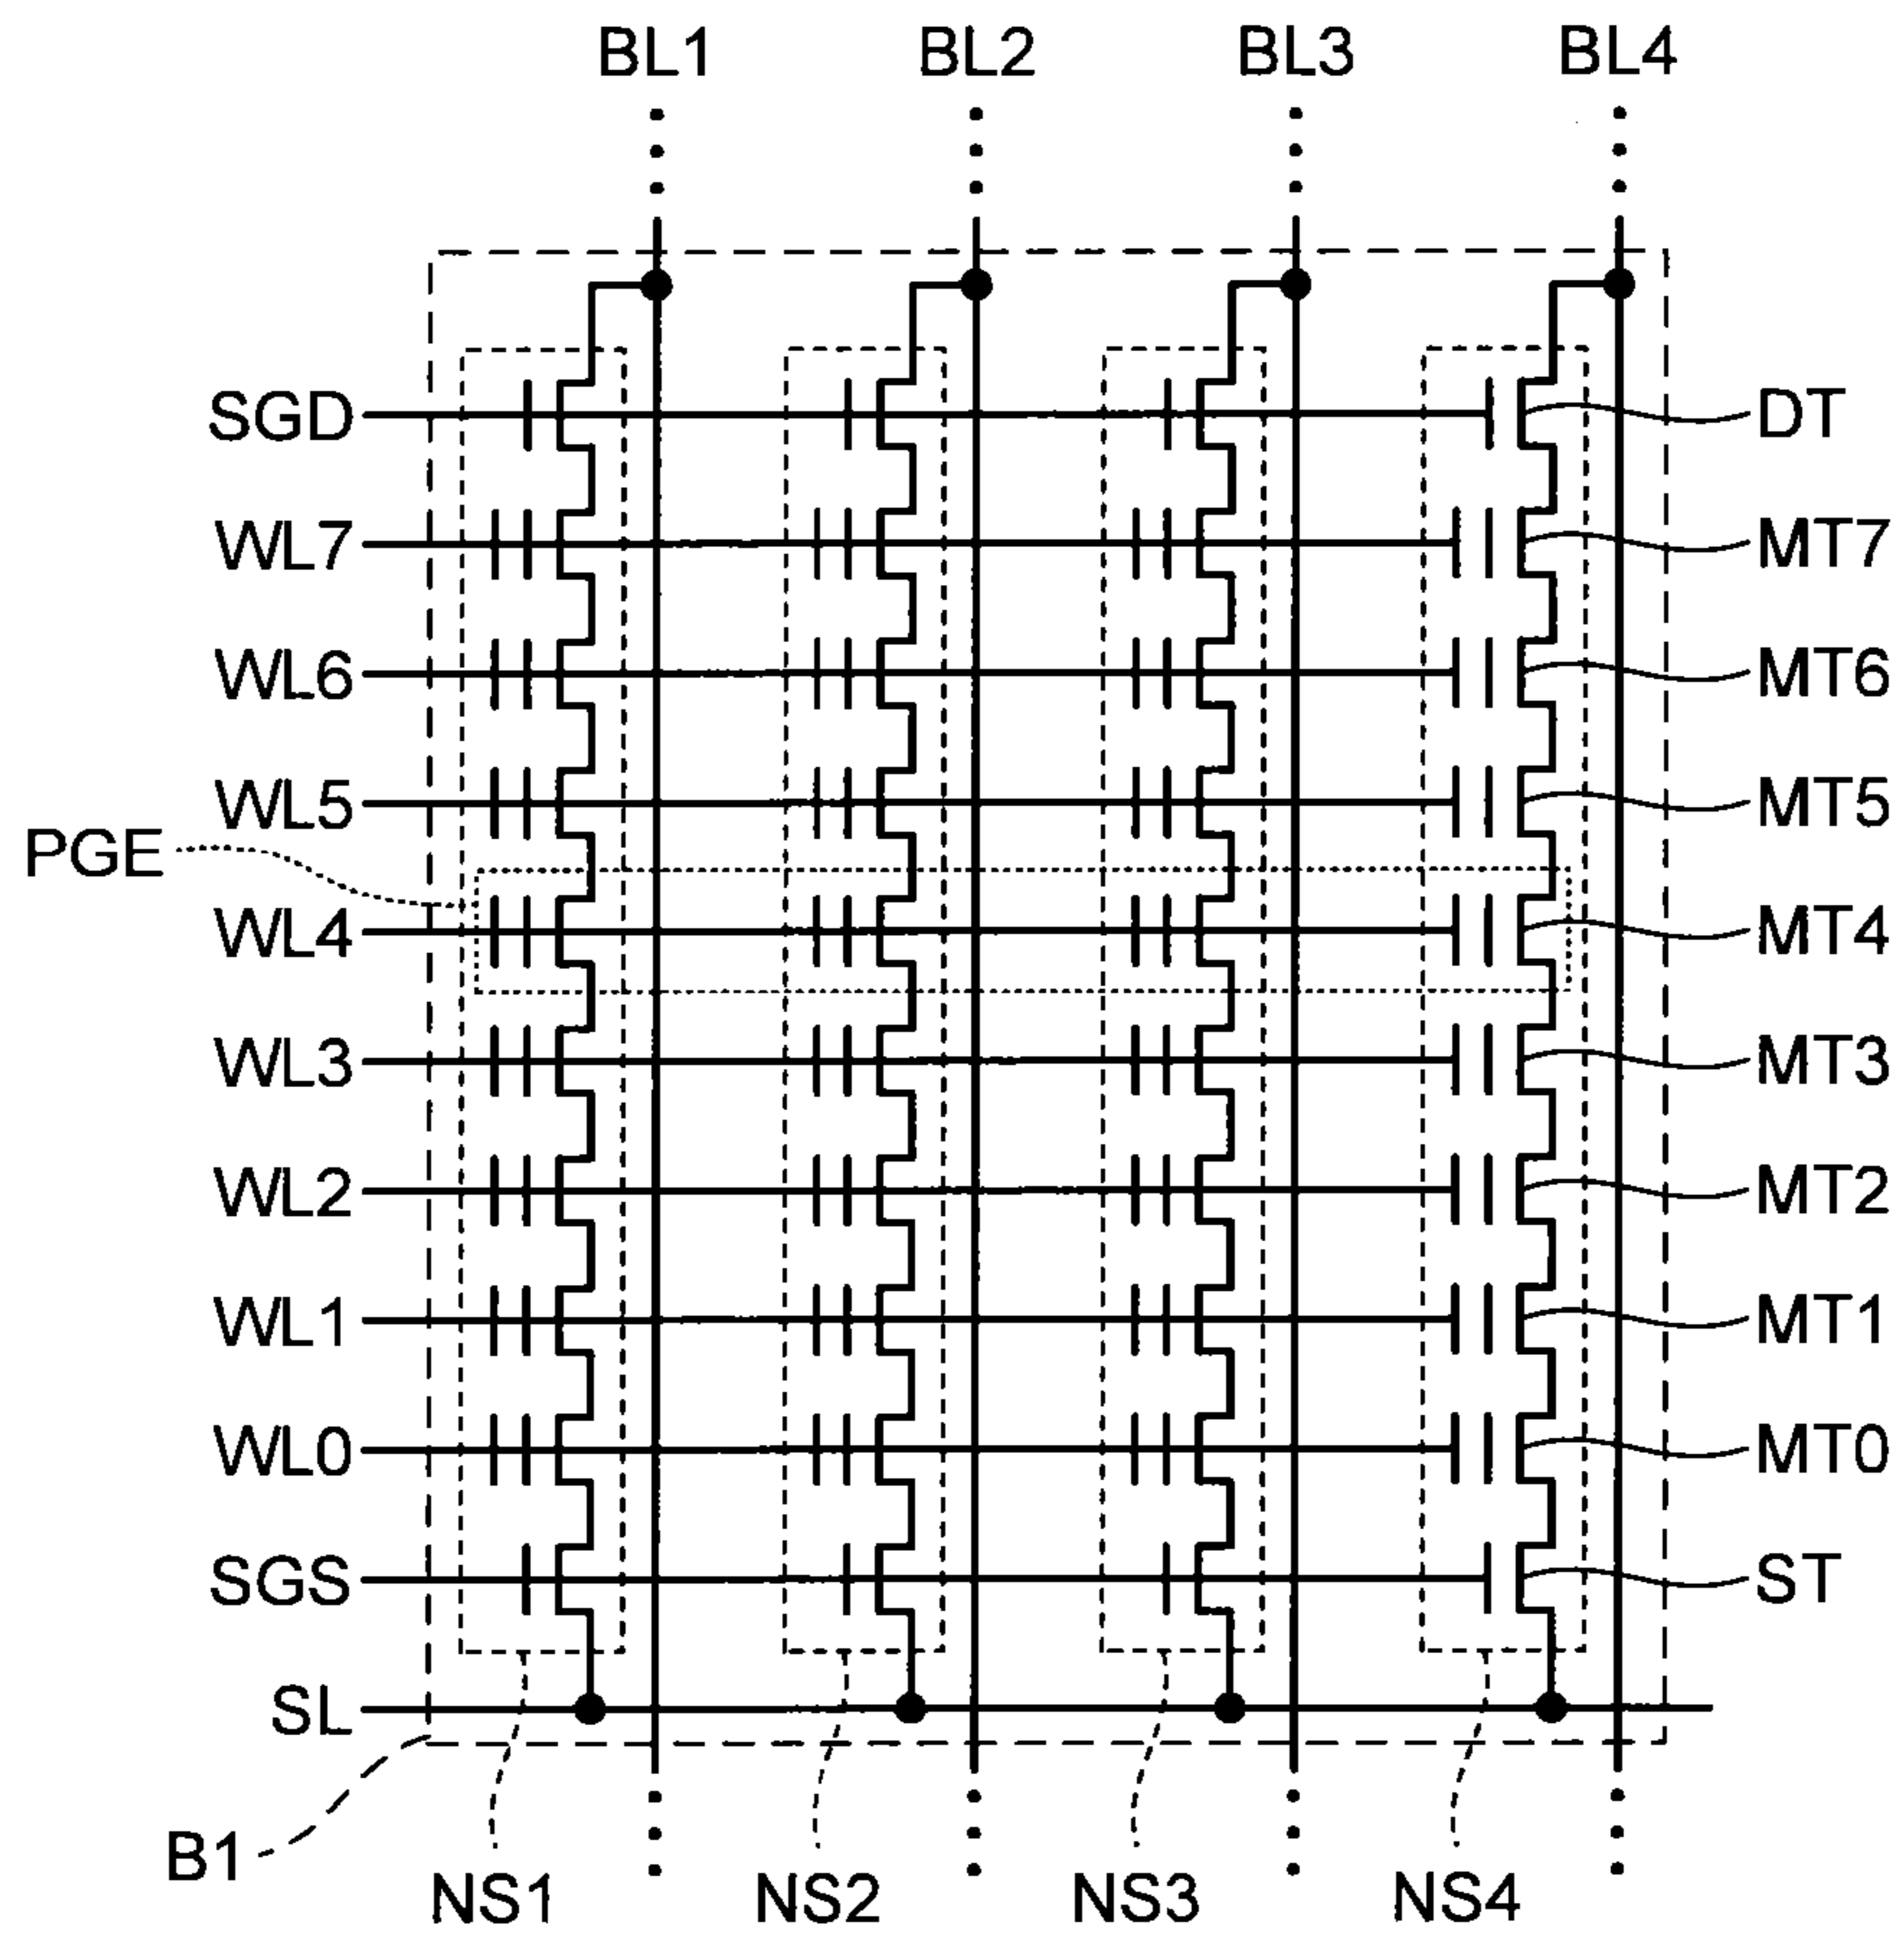 BL1 BL2 BL3 BL4
SGD DT
WL7 MT7
WL6 MT6
WL5 MT5
PGE
WL4 MT4
WL3 MT3
WL2 MT2
WL1 MT1
WL0 MT0
SGS ST
SL
B1
NS1 NS2 NS3 NS4